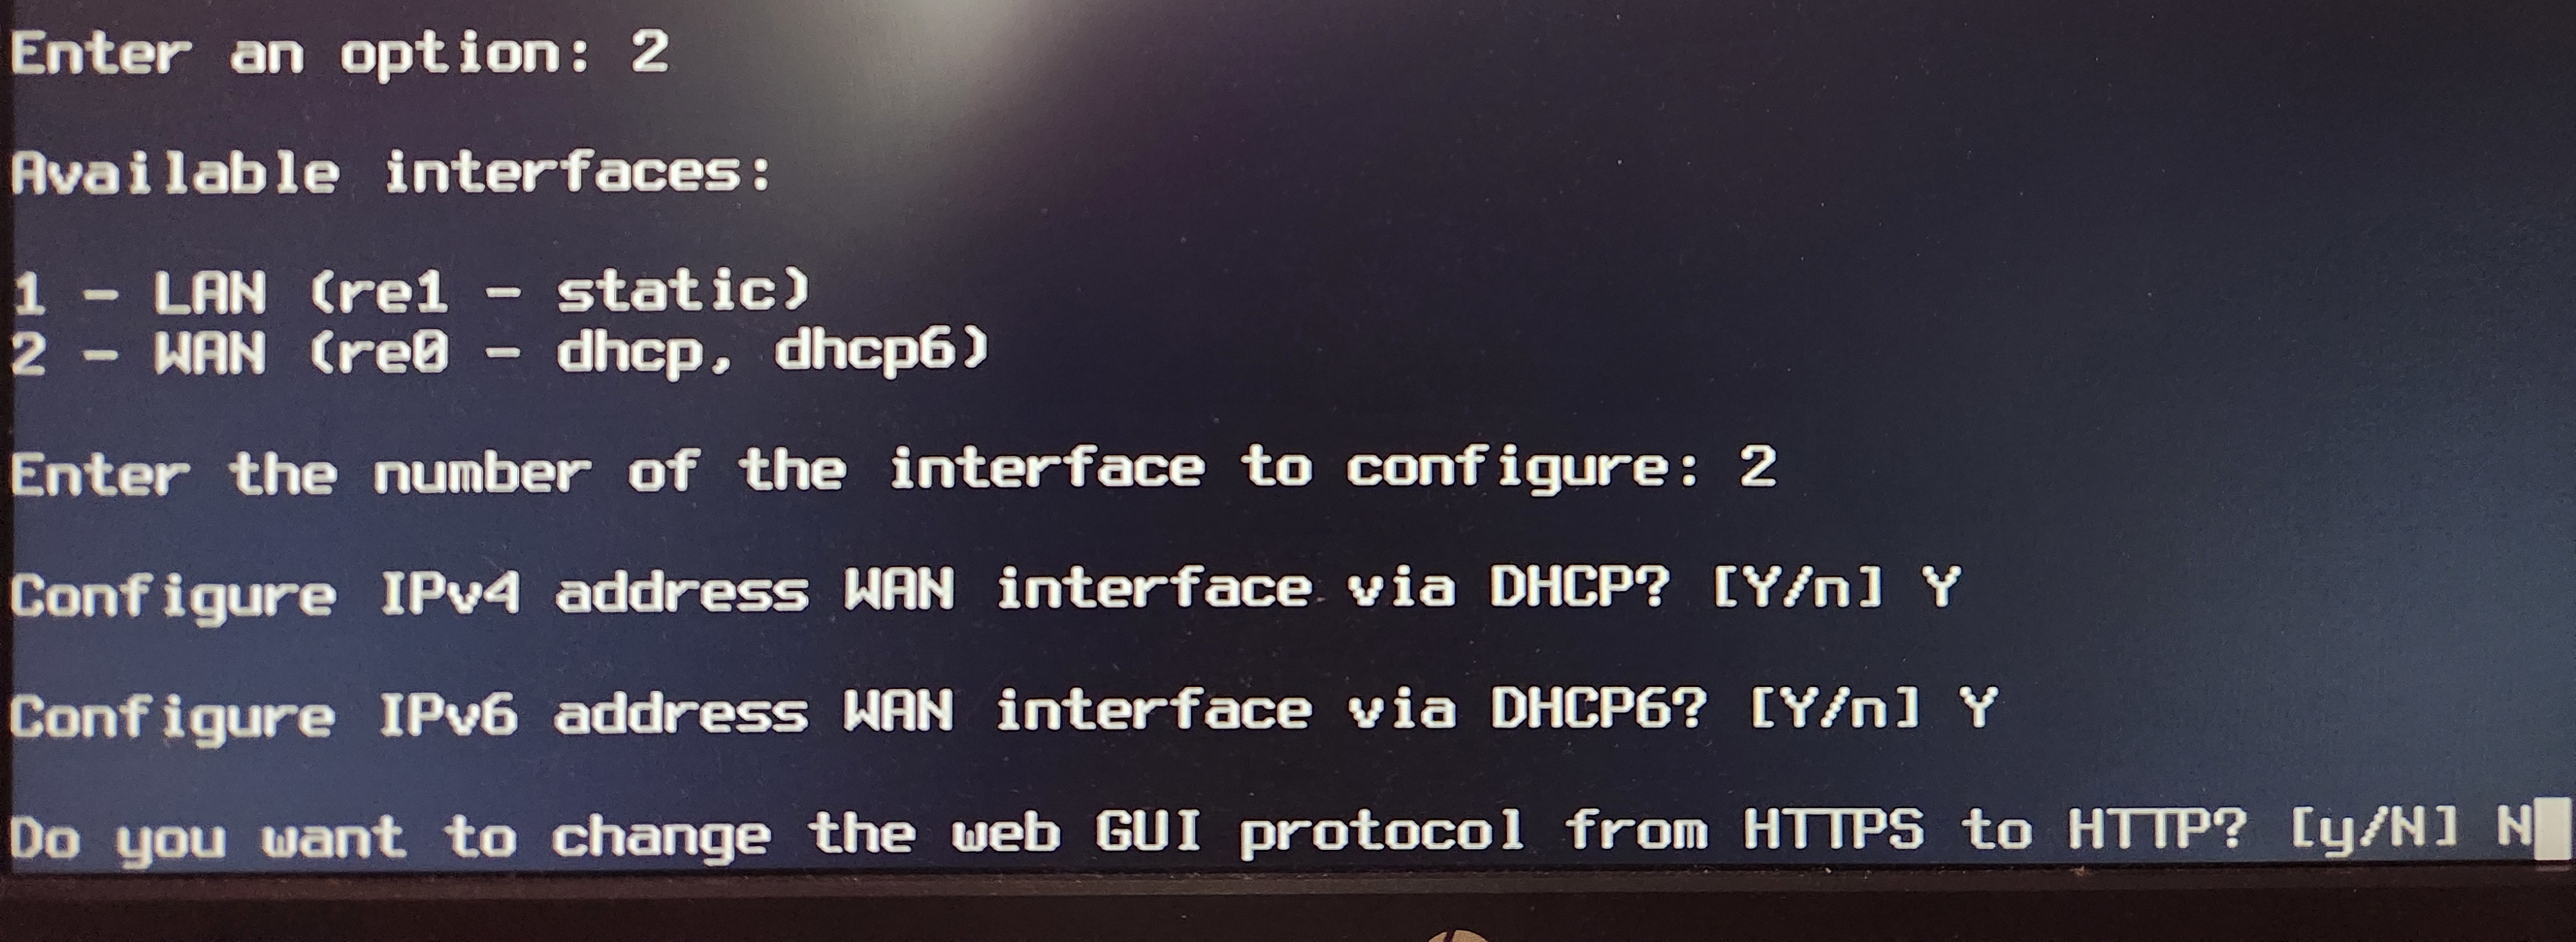 Enter an option: 2
Available interfaces:
1 - LAN (re1 - static)
2 - WAN (re0 - dhcp, dhcp6)
Enter the number of the interface to configure: 2
Configure IPv4 address WAN interface via DHCP? [Y/n] Y
Configure IPv6 address WAN interface via DHCP6? [Y/n] Y
Do you want to change the web GUI protocol from HTTPS to HTTP? [y/N] N